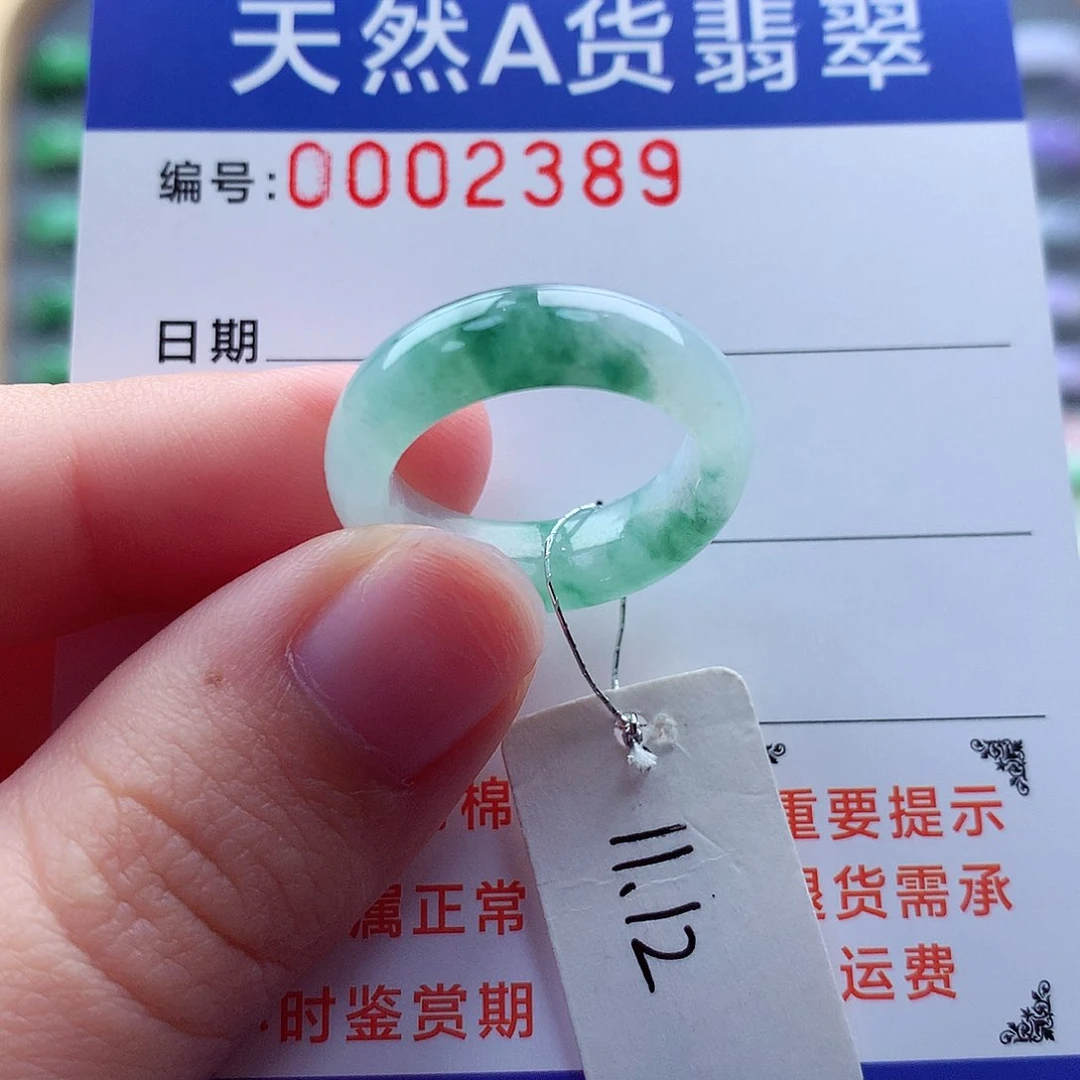 天然A货翡翠
编号:0002389
日期
棉
重要提示
属正常
退货需承
运费
时鉴赏期
11.12